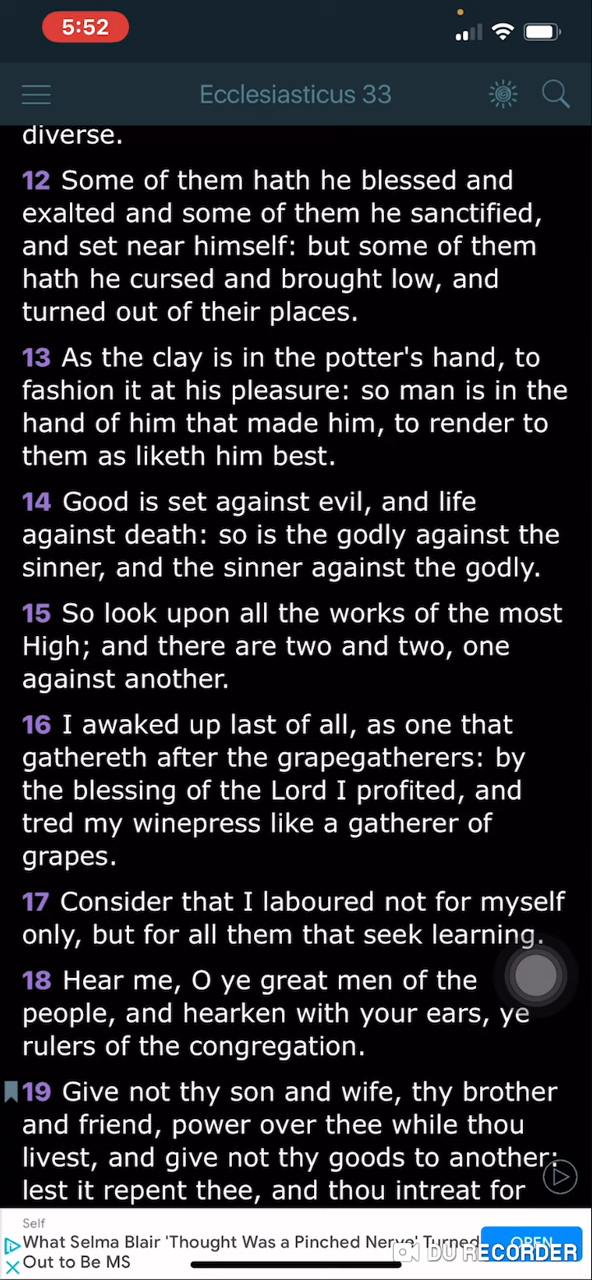 5:52
Ecclesiasticus 33
diverse.
12 Some of them hath he blessed and
exalted and some of them he sanctified,
and set near himself: but some of them
hath he cursed and brought low, and
turned out of their places.
13 As the clay is in the potter's hand, to
fashion it at his pleasure: so man is in the
hand of him that made him, to render to
them as liketh him best.
14 Good is set against evil, and life
against death: so is the godly against the
sinner, and the sinner against the godly.
15 So look upon all the works of the most
High; and there are two and two, one
against another.
16 I awaked up last of all, as one that
gathereth after the grapegatherers: by
the blessing of the Lord I profited, and
tred my winepress like a gatherer of
grapes.
17 Consider that I laboured not for myself
only, but for all them that seek learning.
18 Hear me, O ye great men of the
people, and hearken with your ears, ye
rulers of the congregation.
19 Give not thy son and wife, thy brother
and friend, power over thee while thou
livest, and give not thy goods to another:
lest it repent thee, and thou intreat for
Self
What Selma Blair 'Thought Was a Pinched Nerve' Turned
Out to Be MS
OPEN
DU RECORDER